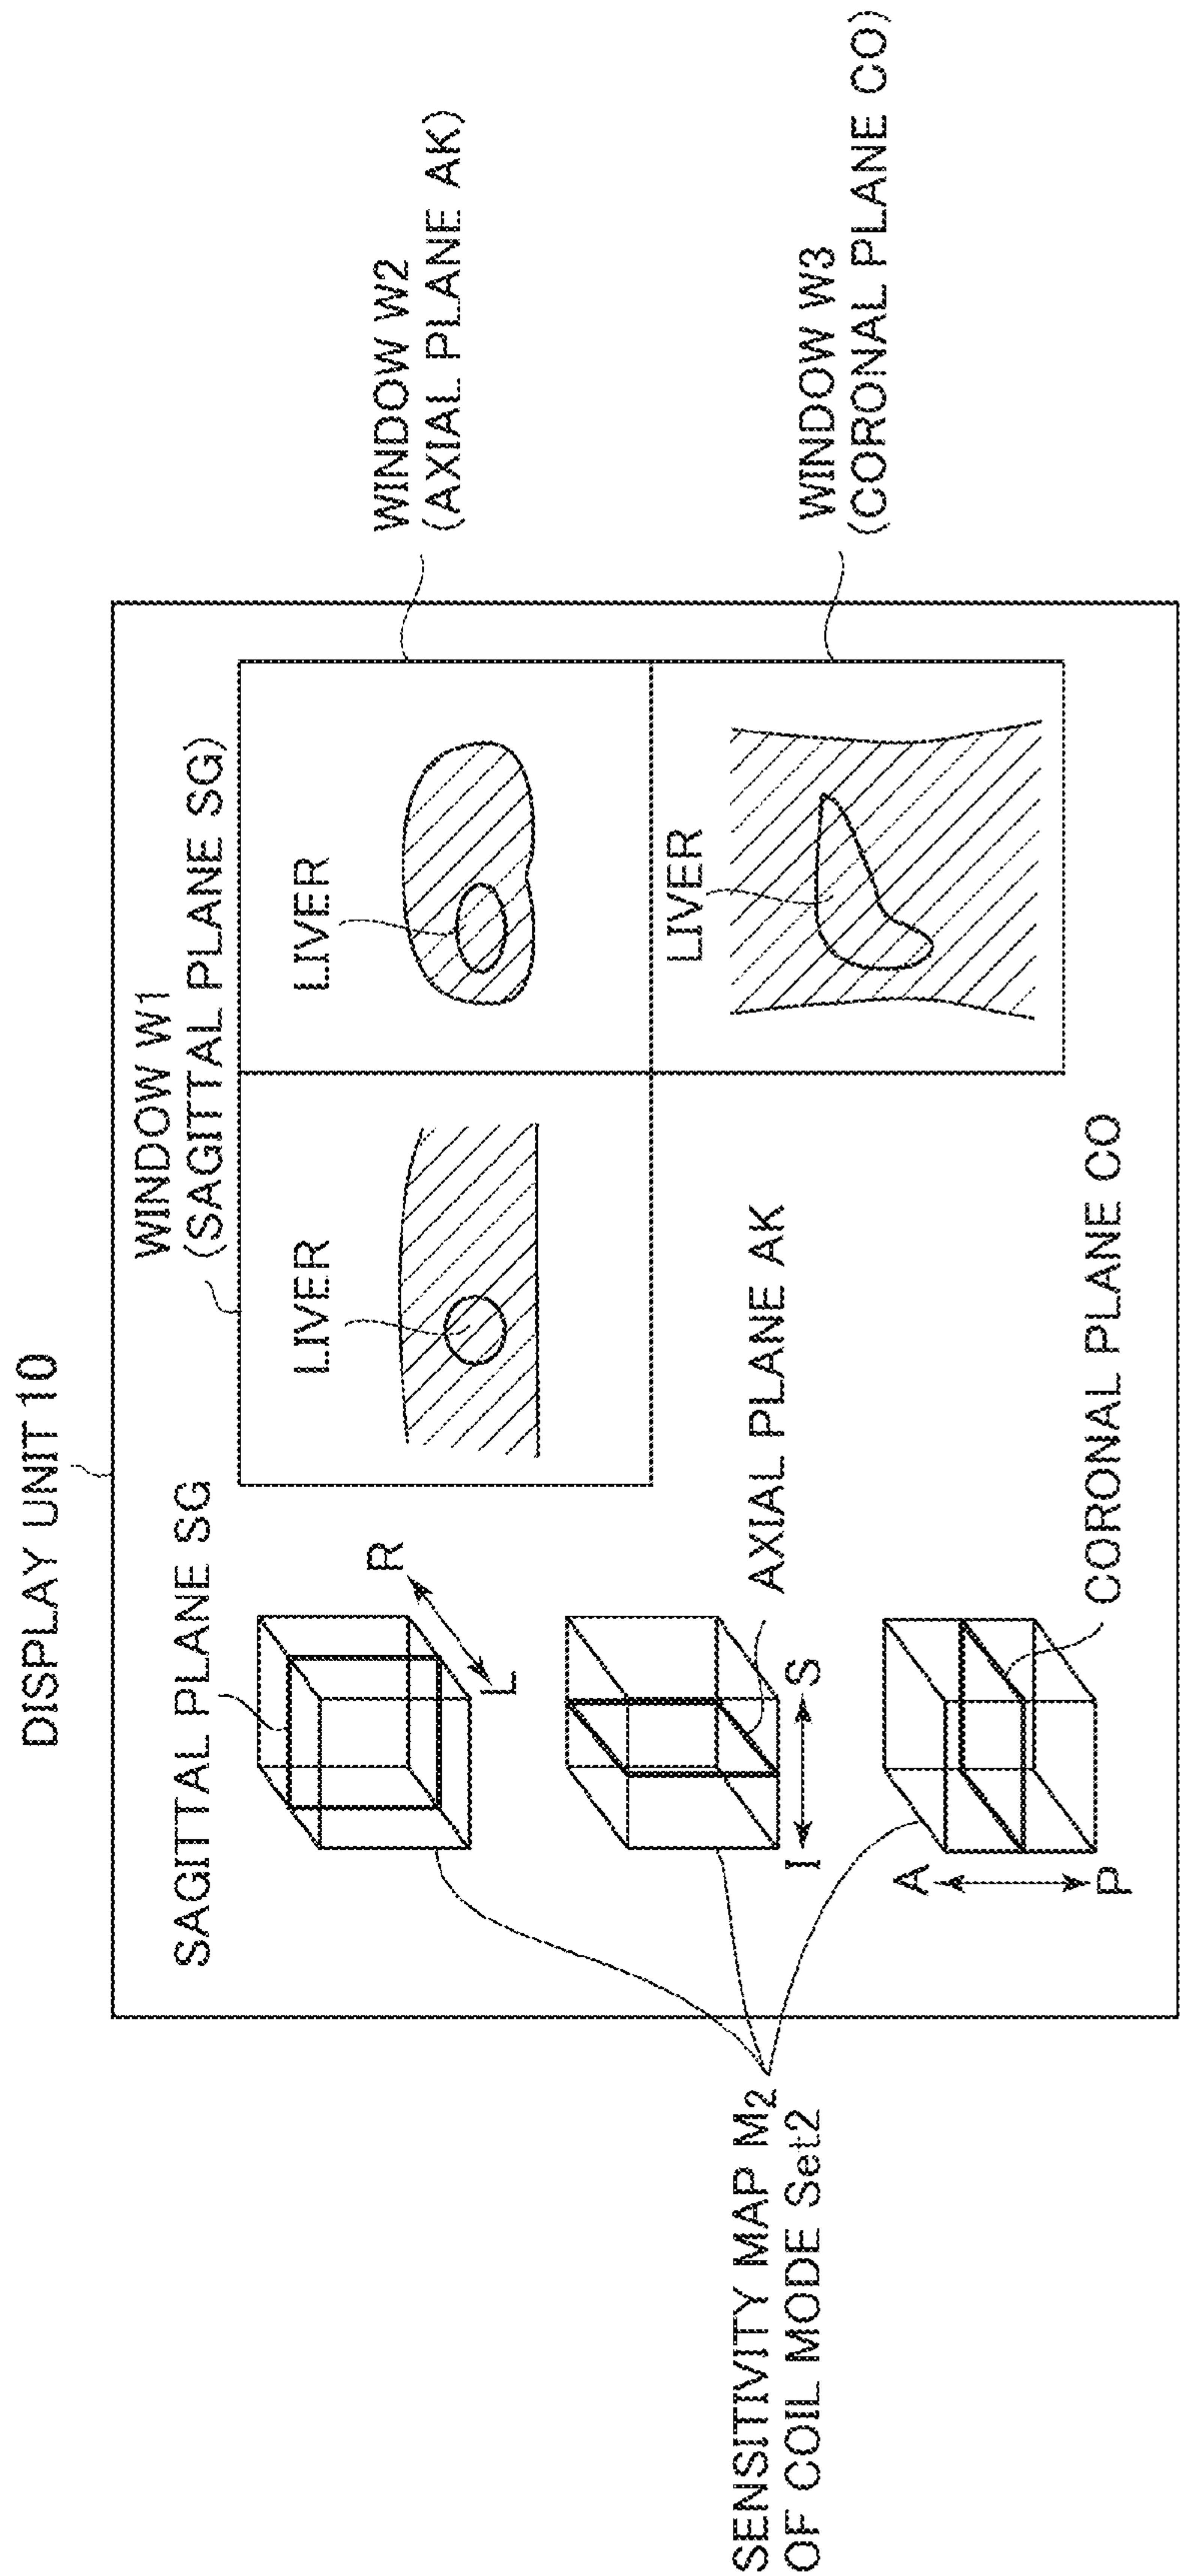 DISPLAY UNIT 10
WINDOW W1
(SAGITTAL PLANE SG)
SAGITTAL PLANE SG
R
L
LIVER
LIVER
WINDOW W2
(AXIAL PLANE AK)
SENSITIVITY MAP M2
OF COIL MODE Set2
I
S
AXIAL PLANE AK
LIVER
WINDOW W3
(CORONAL PLANE CO)
A
P
CORONAL PLANE CO